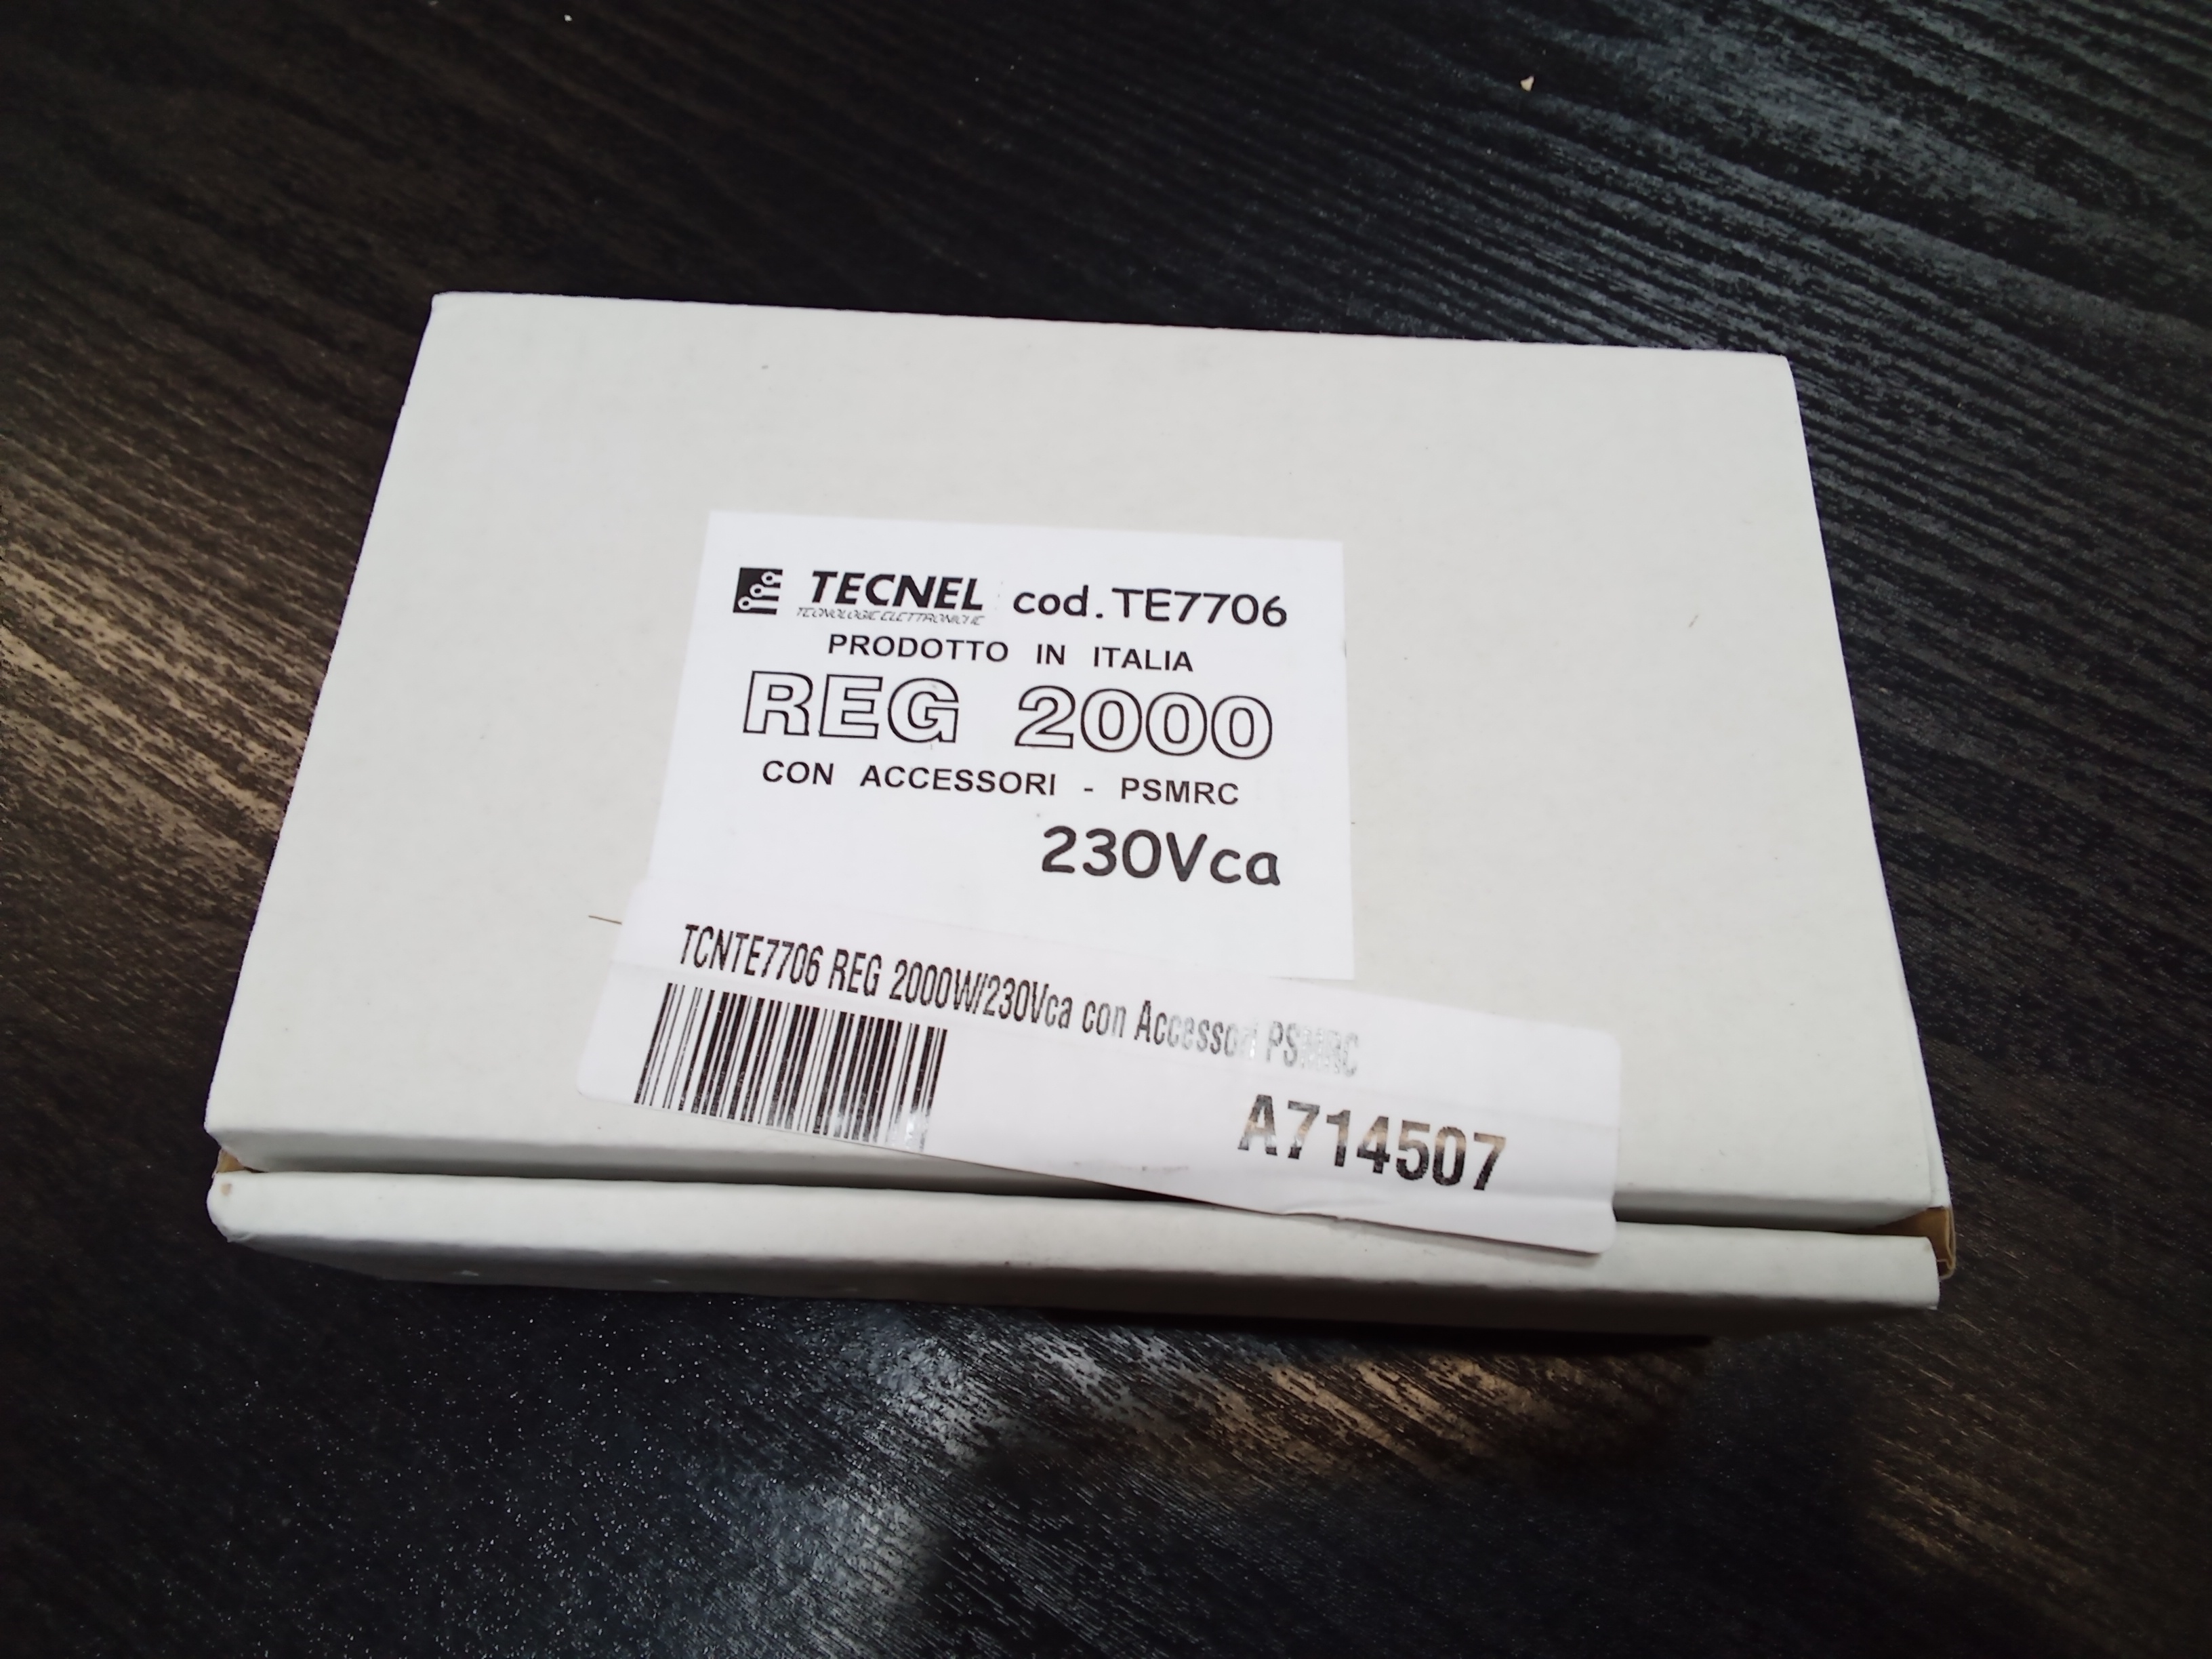 TECNEL cod.TE7706
TECNOLOGIE ELETTRONICHE
PRODOTTO IN ITALIA
REG 2000
CON ACCESSORI - PSMRC
230Vca
TCNTE7706 REG 2000W/230Vca con Accessori PSMRC
A714507